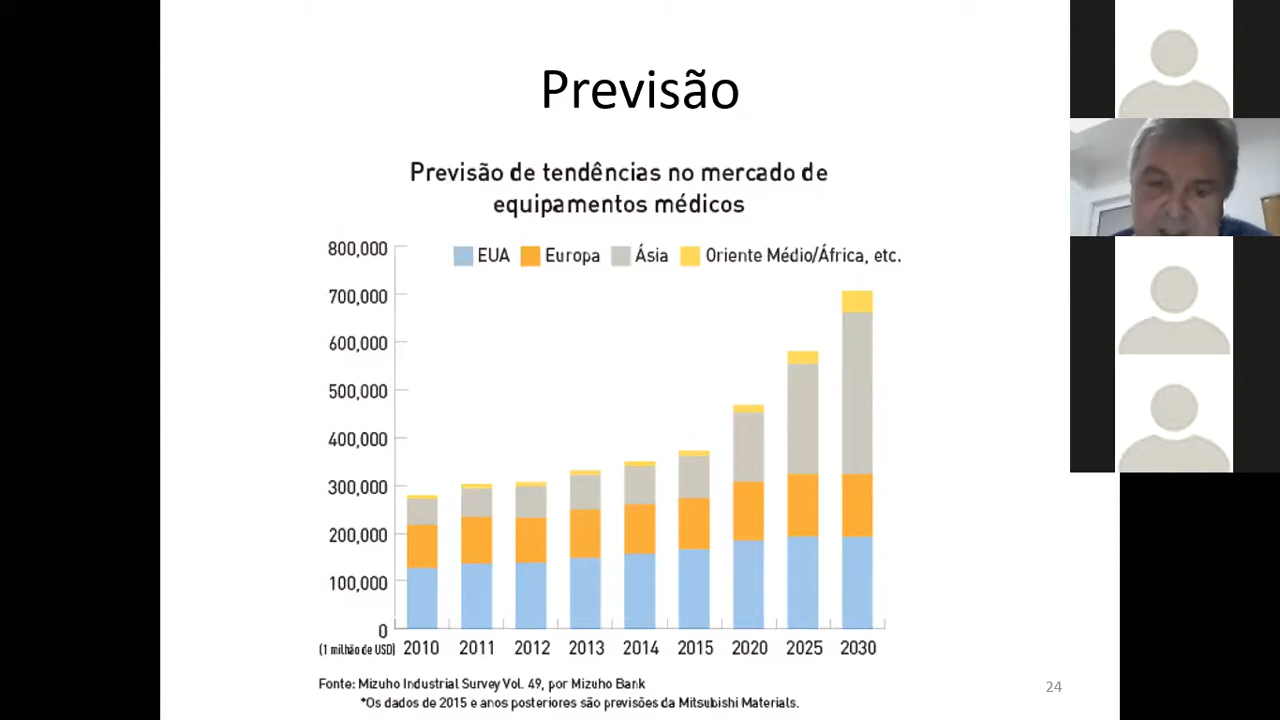 Previsão
Previsão de tendências no mercado de
equipamentos médicos
EUA Europa Ásia Oriente Médio/África, etc.
800,000
700,000
600,000
500,000
400,000
300,000
200,000
100,000
0
(1 milhão de USD) 2010 2011 2012 2013 2014 2015 2020 2025 2030
Fonte: Mizuho Industrial Survey Vol. 49, por Mizuho Bank
*Os dados de 2015 e anos posteriores são previsões da Mitsubishi Materials.
24